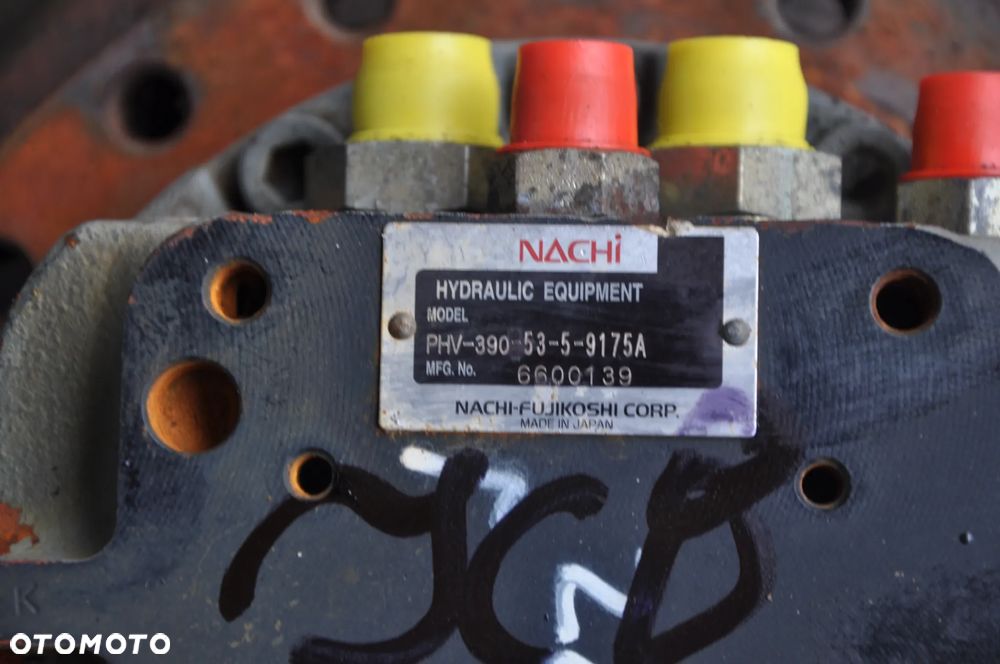 NACHi
HYDRAULIC EQUIPMENT
MODEL
PHV-390-53-5-9175A
MFG. No. 6600139
NACHI-FUJIKOSHI CORP.
MADE IN JAPAN
JCB
K
OTOMOTO